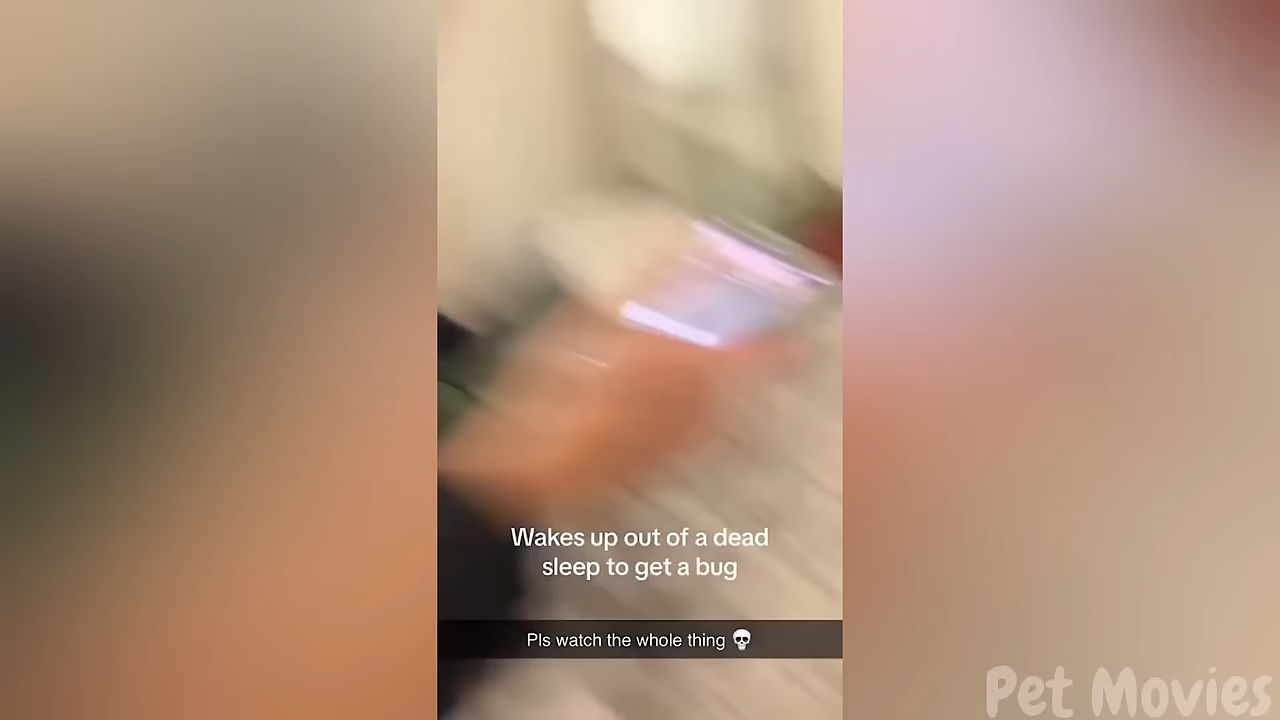 Wakes up out of a dead
sleep to get a bug
Pls watch the whole thing 💀
Pet Movies